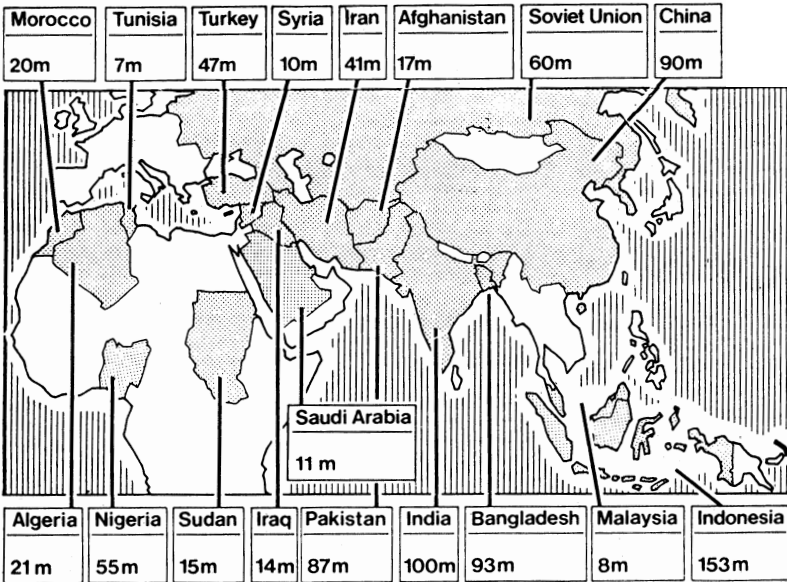 Morocco
20m
Tunisia
7m
Turkey
47m
Syria
10m
Iran
41m
Afghanistan
17m
Soviet Union
60m
China
90m
Saudi Arabia
11 m
Algeria
21 m
Nigeria
55m
Sudan
15m
Iraq
14m
Pakistan
87m
India
100m
Bangladesh
93m
Malaysia
8m
Indonesia
153m